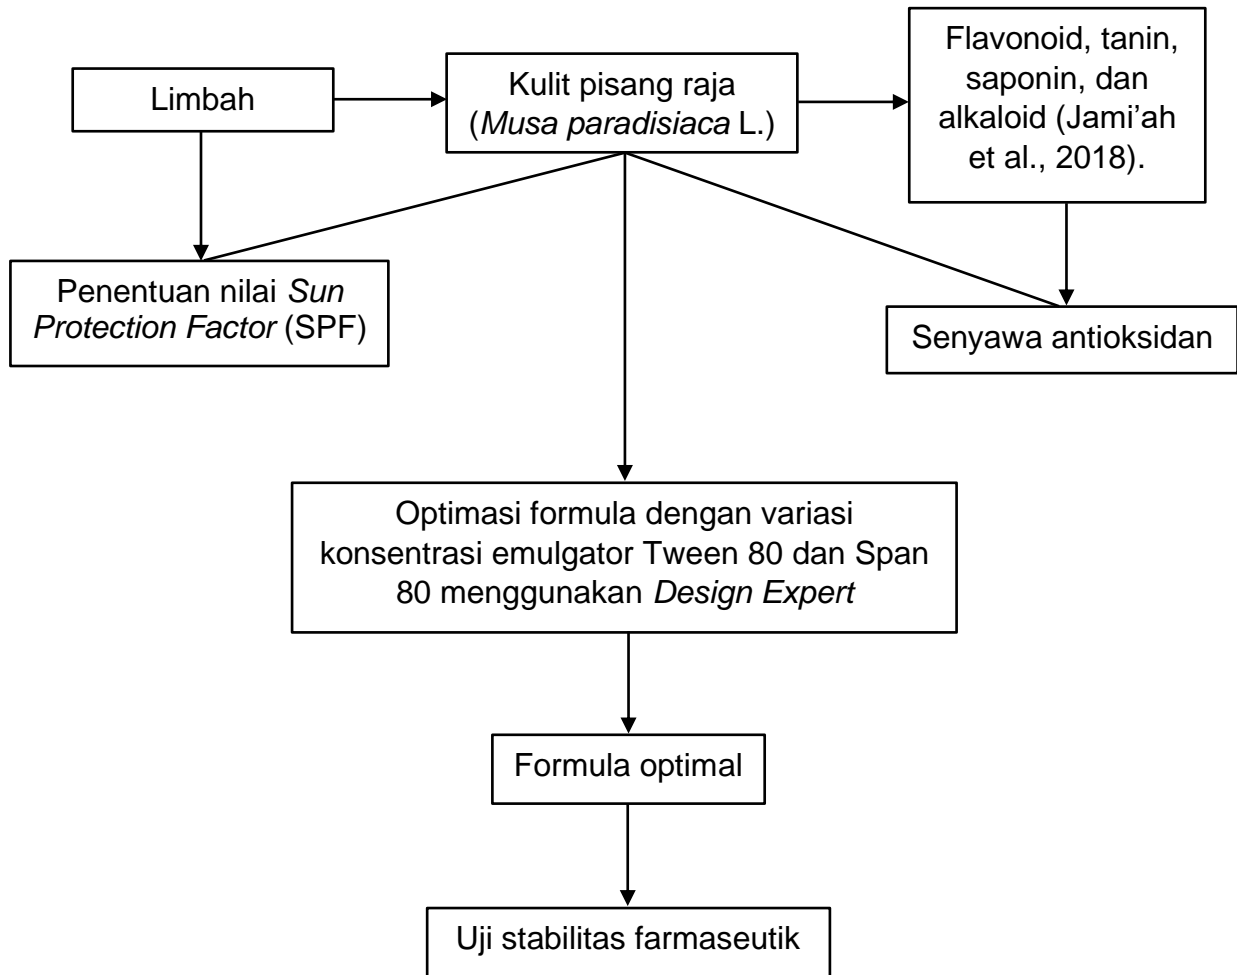 Limbah
Kulit pisang raja
(Musa paradisiaca L.)
Flavonoid, tanin,
saponin, dan
alkaloid (Jami’ah
et al., 2018).
Penentuan nilai Sun
Protection Factor (SPF)
Senyawa antioksidan
Optimasi formula dengan variasi
konsentrasi emulgator Tween 80 dan Span
80 menggunakan Design Expert
Formula optimal
Uji stabilitas farmaseutik